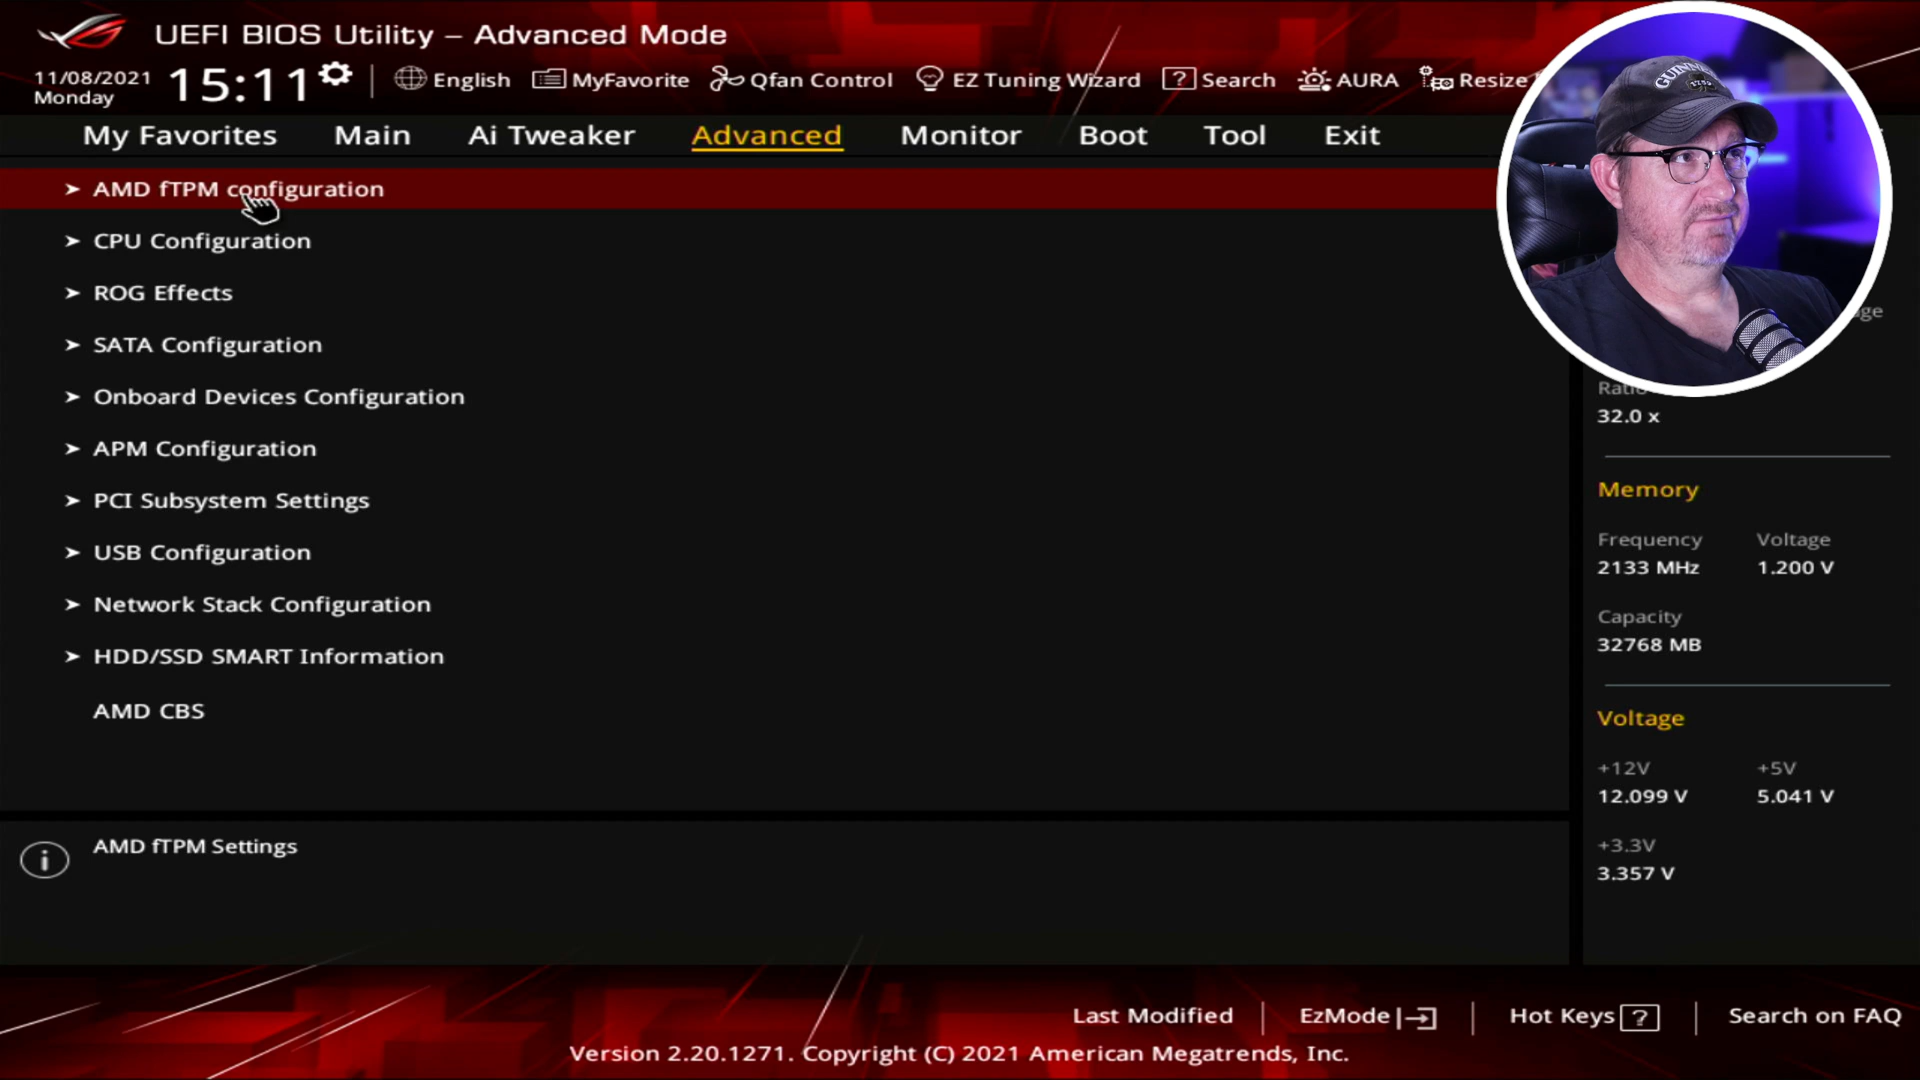 UEFI BIOS Utility – Advanced Mode
11/08/2021
Monday
15:11
English
MyFavorite
Qfan Control
EZ Tuning Wizard
? Search
AURA
Resize
My Favorites
Main
Ai Tweaker
Advanced
Monitor
Boot
Tool
Exit
AMD fTPM configuration
CPU Configuration
ROG Effects
SATA Configuration
Onboard Devices Configuration
APM Configuration
PCI Subsystem Settings
USB Configuration
Network Stack Configuration
HDD/SSD SMART Information
AMD CBS
AMD fTPM Settings
32.0 x
Memory
Frequency Voltage
2133 MHz 1.200 V
Capacity
32768 MB
Voltage
+12V +5V
12.099 V 5.041 V
+3.3V
3.357 V
Last Modified
EzMode
Hot Keys ?
Search on FAQ
Version 2.20.1271. Copyright (C) 2021 American Megatrends, Inc.